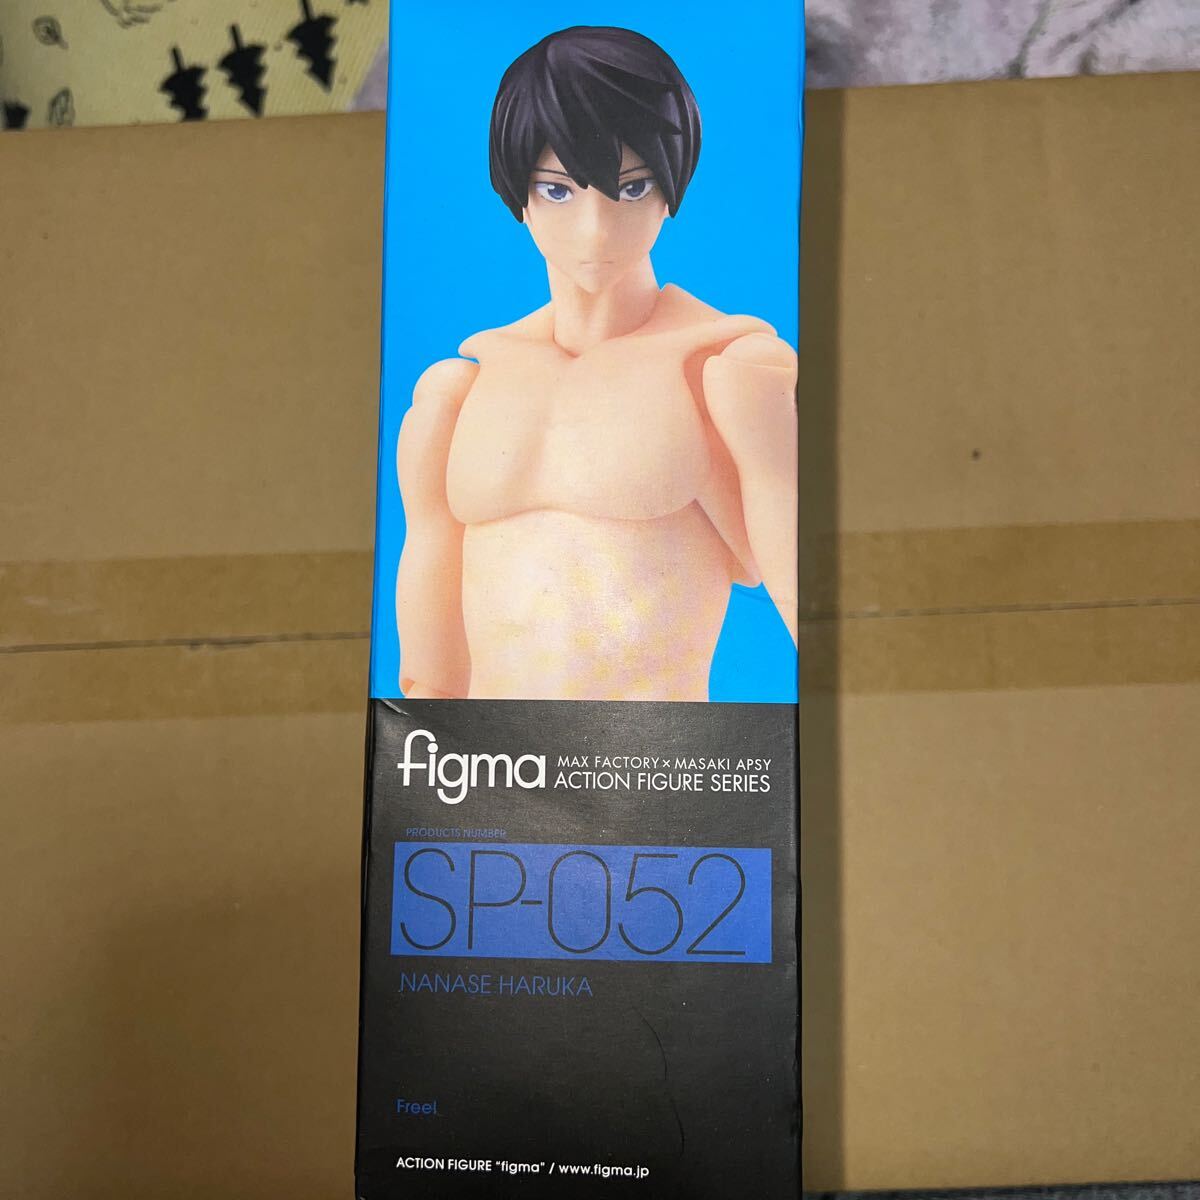 figma
MAX FACTORY × MASAKI APSY
ACTION FIGURE SERIES
PRODUCTS NUMBER
SP-052
NANASE HARUKA
Free!
ACTION FIGURE "figma" / www.figma.jp